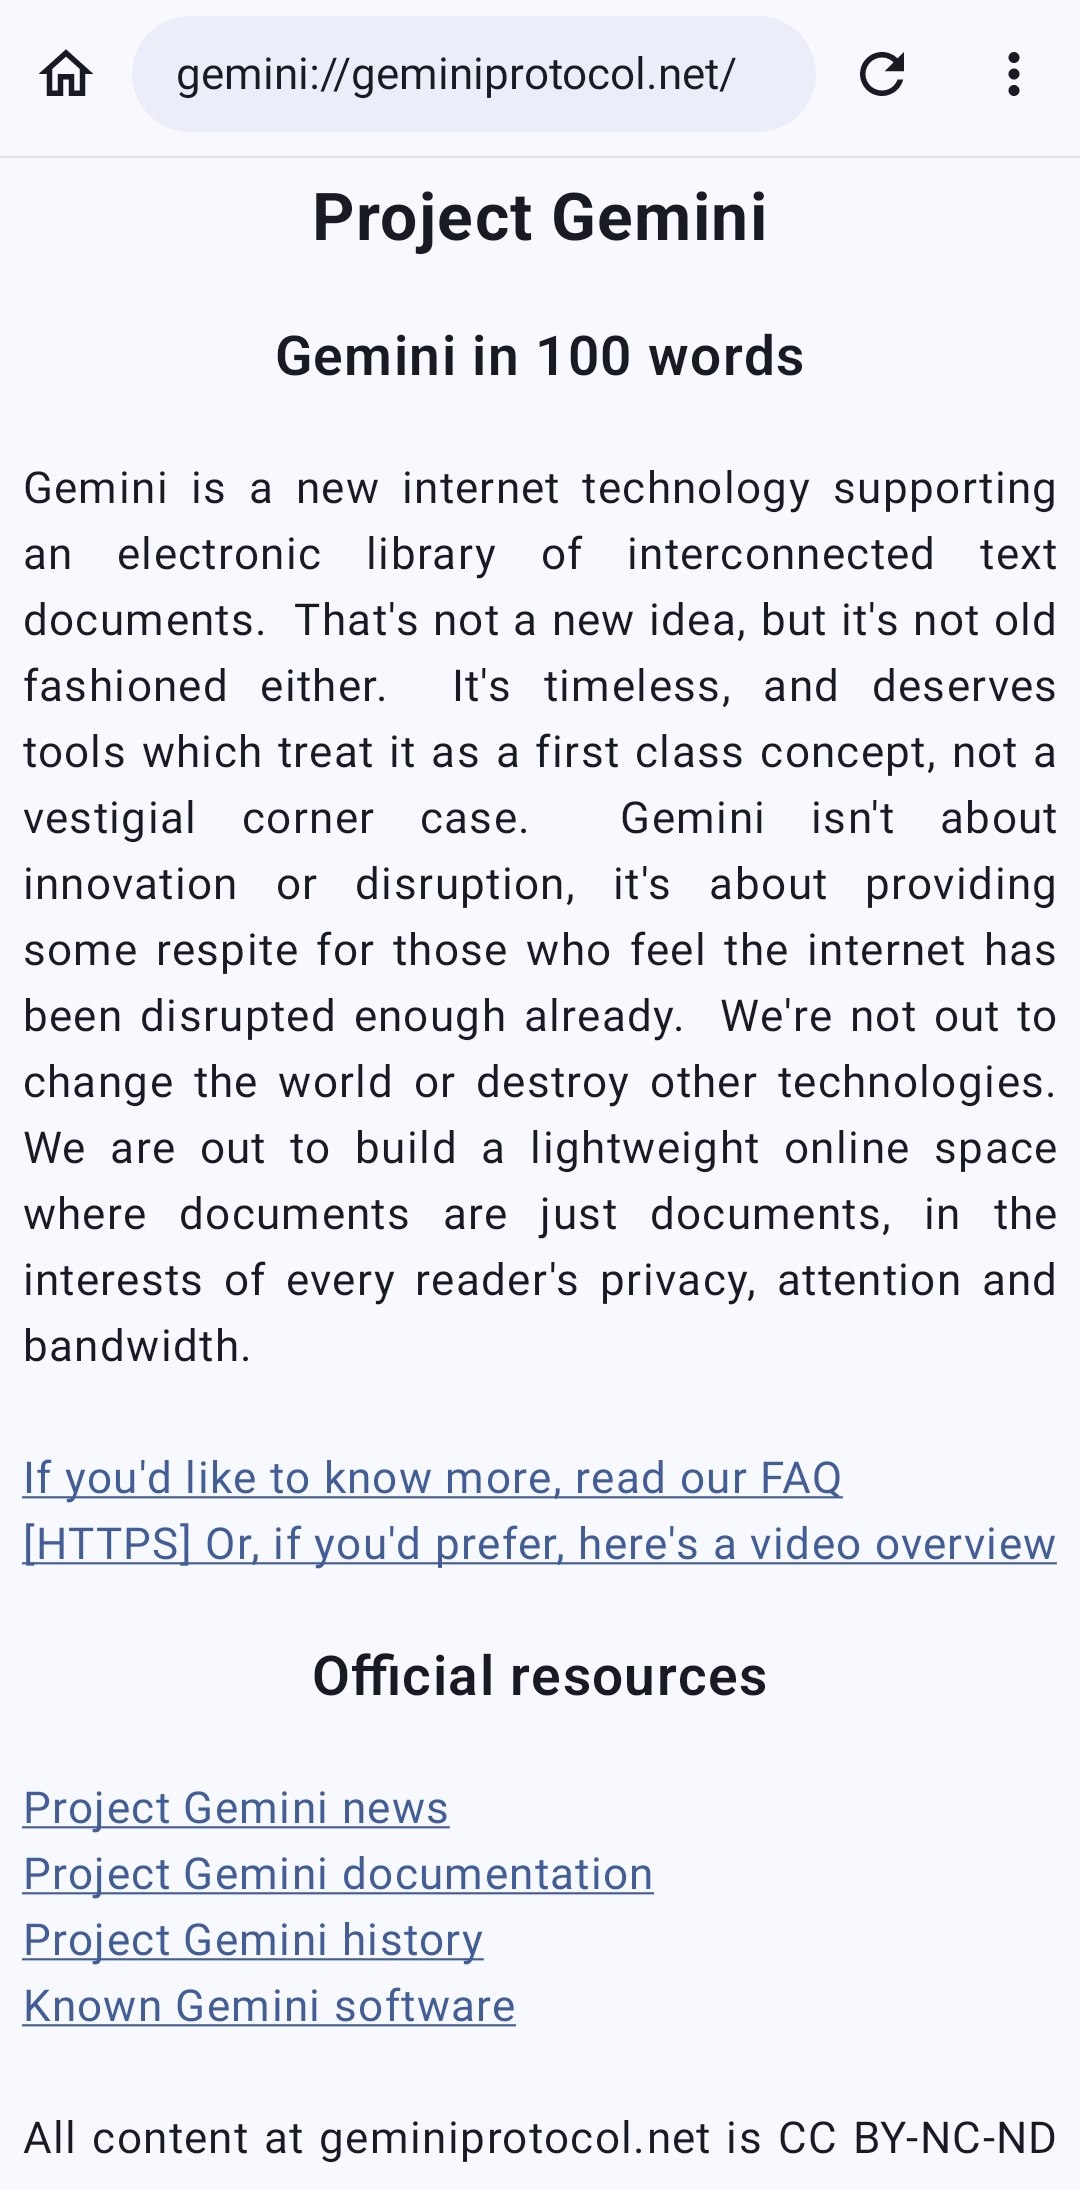 gemini://geminiprotocol.net/
Project Gemini
Gemini in 100 words
Gemini is a new internet technology supporting
an electronic library of interconnected text
documents.  That's not a new idea, but it's not old
fashioned either.  It's timeless, and deserves
tools which treat it as a first class concept, not a
vestigial corner case.  Gemini isn't about
innovation or disruption, it's about providing
some respite for those who feel the internet has
been disrupted enough already.  We're not out to
change the world or destroy other technologies.
We are out to build a lightweight online space
where documents are just documents, in the
interests of every reader's privacy, attention and
bandwidth.
If you'd like to know more, read our FAQ
[HTTPS] Or, if you'd prefer, here's a video overview
Official resources
Project Gemini news
Project Gemini documentation
Project Gemini history
Known Gemini software
All content at geminiprotocol.net is CC BY-NC-ND